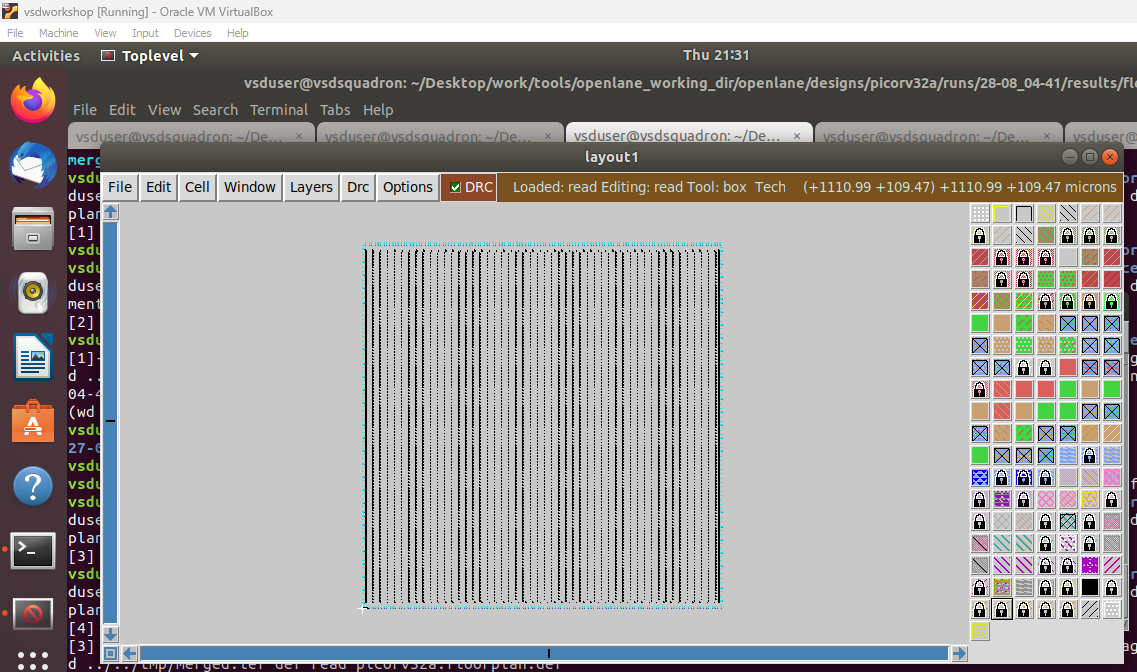 vsdworkshop [Running] - Oracle VM VirtualBox
File Machine View Input Devices Help
Activities Toplevel Thu 21:31
vsduser@vsdsquadron: ~/Desktop/work/tools/openlane_working_dir/openlane/designs/picorv32a/runs/28-08_04-41/results/flo
File Edit View Search Terminal Tabs Help
vsduser@vsdsquadron: ~/De... × vsduser@vsdsquadron: ~/De... × vsduser@vsdsquadron: ~/De... × vsduser@vsdsquadron: ~/De... × vsduser@
layout1
File Edit Cell Window Layers Drc Options DRC Loaded: read Editing: read Tool: box Tech (+1110.99 +109.47) +1110.99 +109.47 microns
merg
vsdu
duse
plan
[1]
vsdu
vsdu
duse
ment
[2]
vsdu
[1]
d ..
04-4
(wd
vsdu
27-0
vsdu
vsdu
vsdu
duse
plan
[3]
vsdu
duse
plan
[4]
[3]
d ../../tmp/merged.lef def read picorv32a.floorplan.def